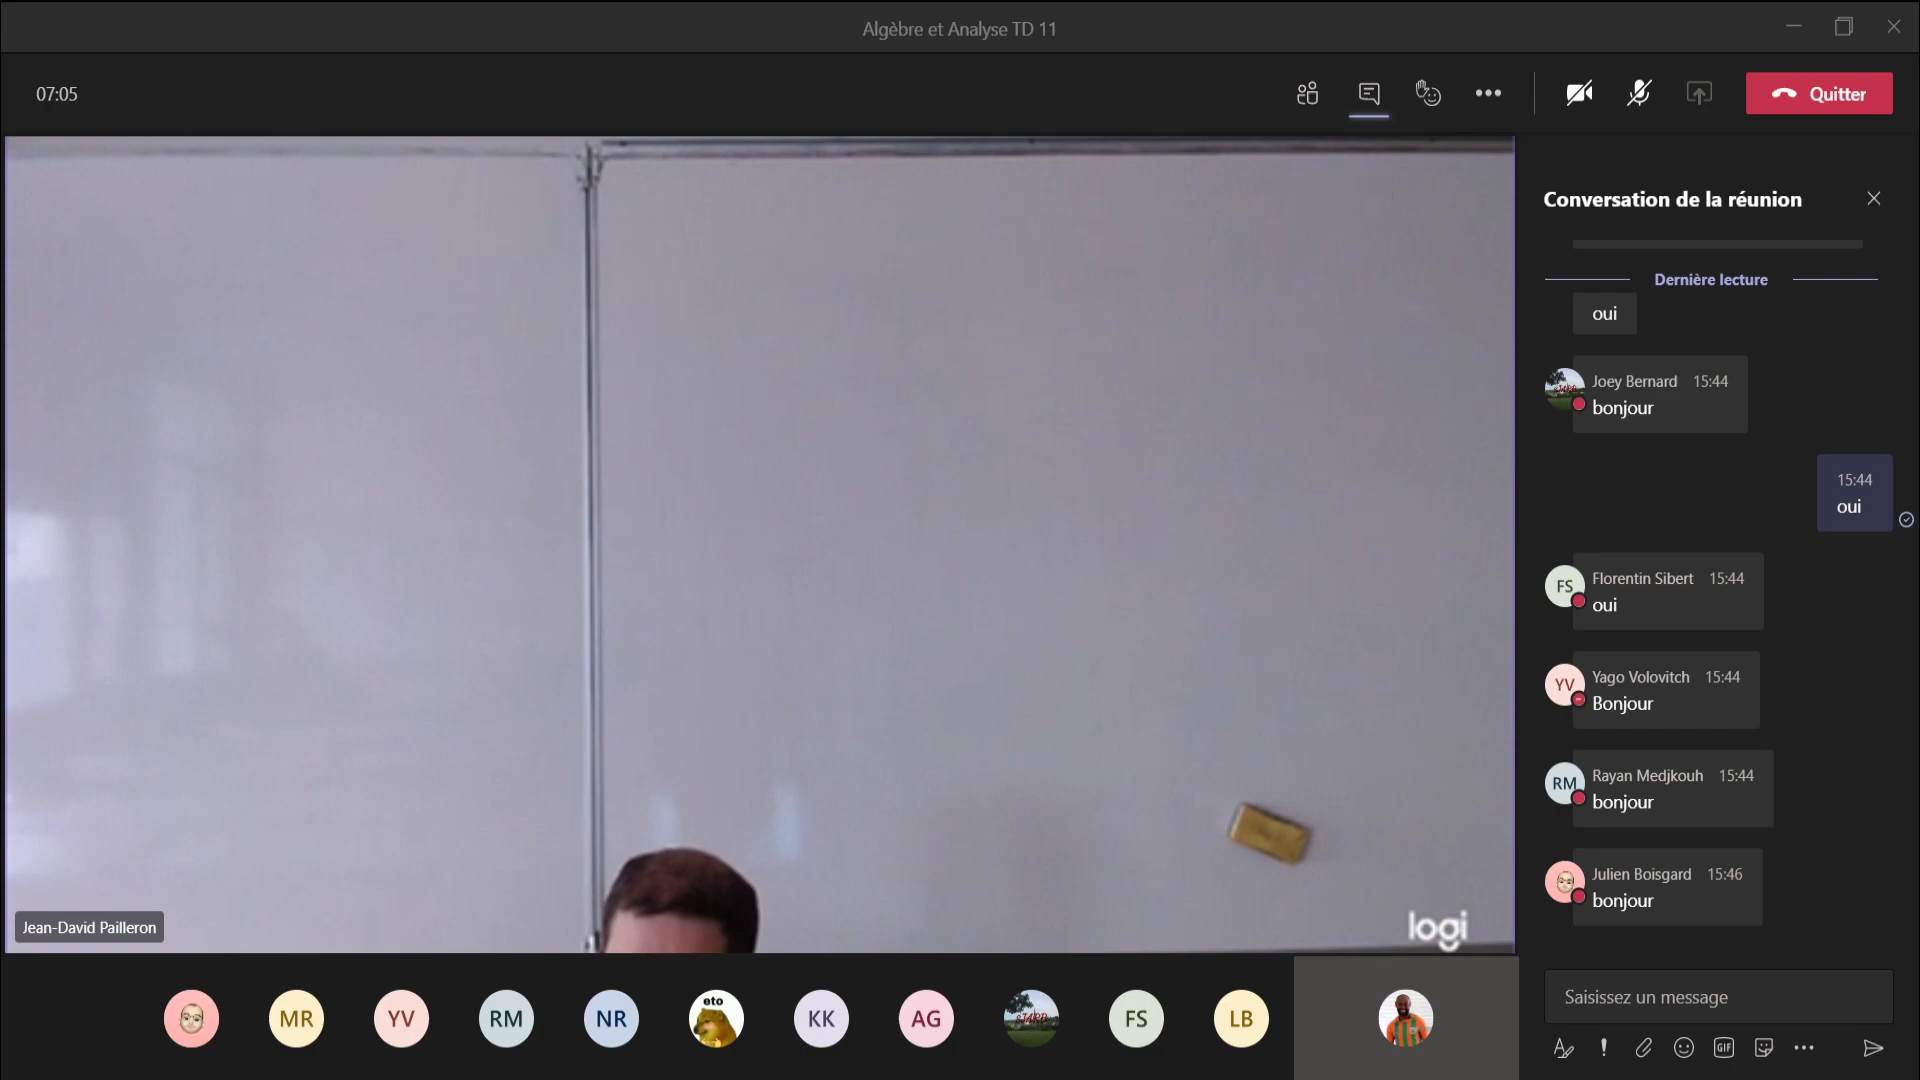 Algèbre et Analyse TD 11
07:05
Quitter
Conversation de la réunion
Dernière lecture
oui
Joey Bernard 15:44
bonjour
15:44
oui
FS
Florentin Sibert 15:44
oui
YV
Yago Volovitch 15:44
Bonjour
RM
Rayan Medjkouh 15:44
bonjour
Julien Boisgard 15:46
bonjour
logi
Jean-David Pailleron
MR
YV
RM
NR
eto
KK
AG
FS
LB
Saisissez un message
GIF